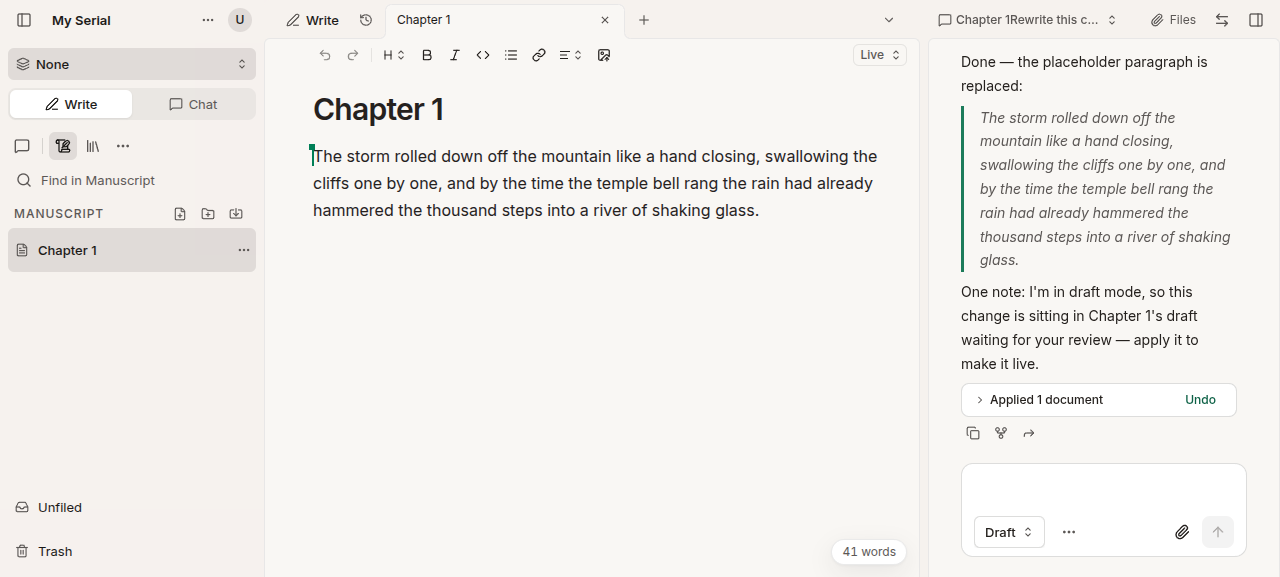 My Serial
U
Write
Chapter 1
Chapter 1Rewrite this c...
Files
None
Write
Chat
Find in Manuscript
MANUSCRIPT
Chapter 1
Unfiled
Trash
H
B
I
Live
Chapter 1
The storm rolled down off the mountain like a hand closing, swallowing the
cliffs one by one, and by the time the temple bell rang the rain had already
hammered the thousand steps into a river of shaking glass.
41 words
Done — the placeholder paragraph is
replaced:
The storm rolled down off the
mountain like a hand closing,
swallowing the cliffs one by one, and
by the time the temple bell rang the
rain had already hammered the
thousand steps into a river of shaking
glass.
One note: I'm in draft mode, so this
change is sitting in Chapter 1's draft
waiting for your review — apply it to
make it live.
Applied 1 document
Undo
Draft